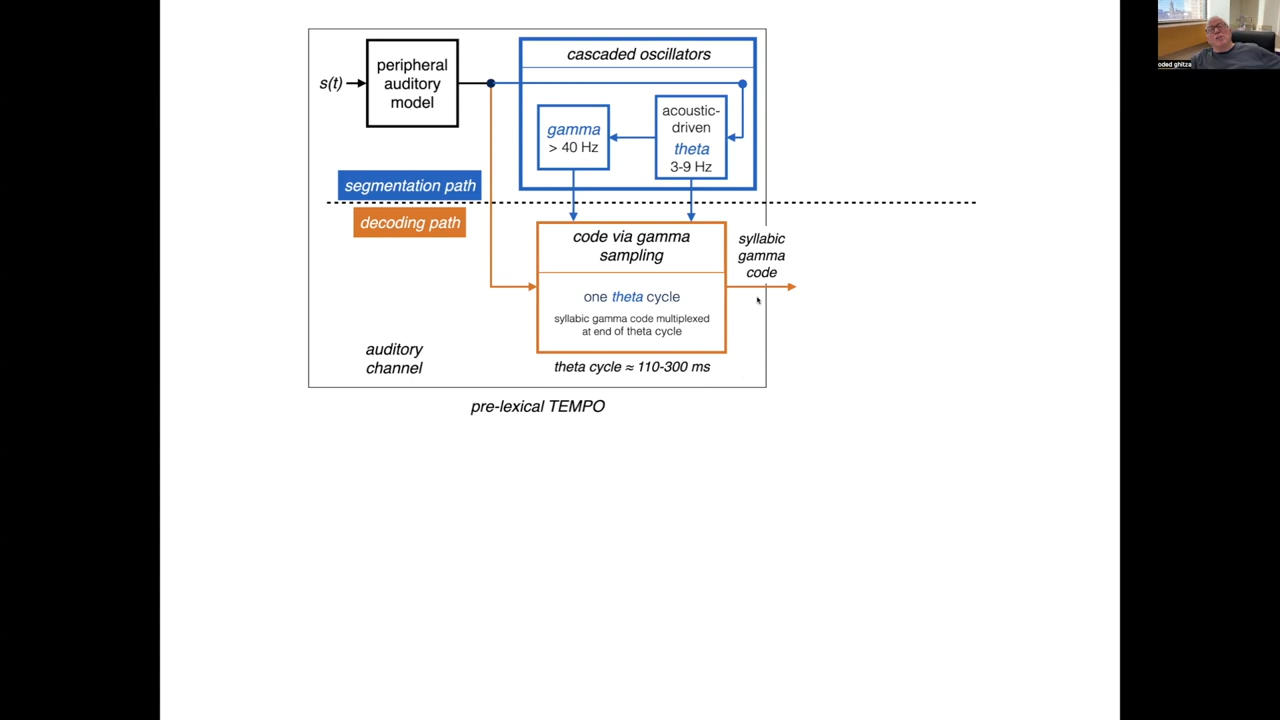 cascaded oscillators
s(t)
peripheral
auditory
model
gamma
> 40 Hz
acoustic-
driven
theta
3-9 Hz
segmentation path
decoding path
code via gamma
sampling
one theta cycle
syllabic gamma code multiplexed
at end of theta cycle
syllabic
gamma
code
auditory
channel
theta cycle ≈ 110-300 ms
pre-lexical TEMPO
oded ghitza